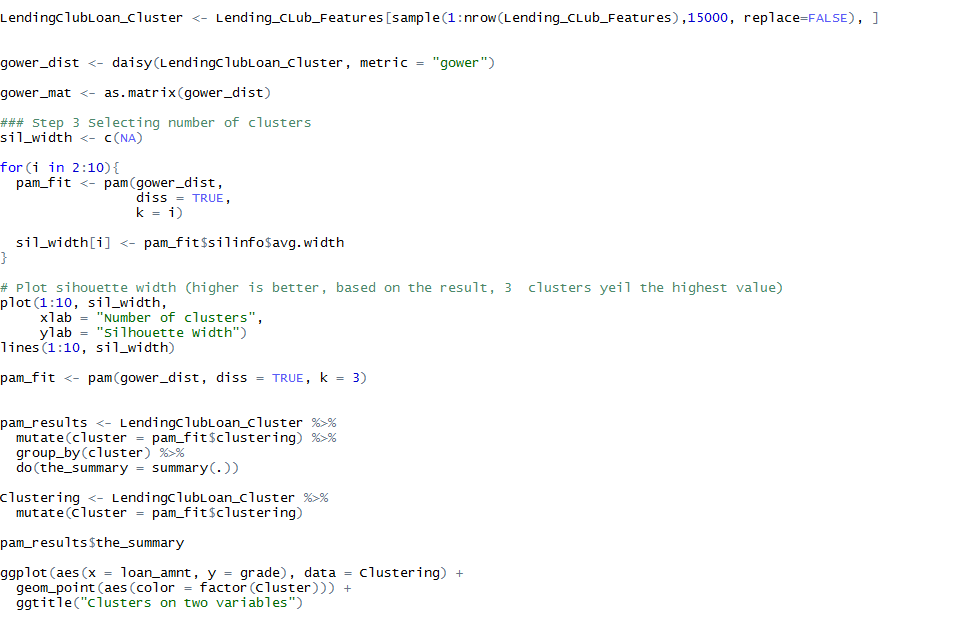 LendingClubLoan_Cluster <- Lending_CLub_Features[sample(1:nrow(Lending_CLub_Features),15000, replace=FALSE), ]
gower_dist <- daisy(LendingClubLoan_Cluster, metric = "gower")
gower_mat <- as.matrix(gower_dist)
### Step 3 Selecting number of clusters
sil_width <- c(NA)
for(i in 2:10){
  pam_fit <- pam(gower_dist,
                 diss = TRUE,
                 k = i)
  sil_width[i] <- pam_fit$silinfo$avg.width
}
# Plot sihouette width (higher is better, based on the result, 3  clusters yeil the highest value)
plot(1:10, sil_width,
     xlab = "Number of clusters",
     ylab = "Silhouette Width")
lines(1:10, sil_width)
pam_fit <- pam(gower_dist, diss = TRUE, k = 3)
pam_results <- LendingClubLoan_Cluster %>%
  mutate(cluster = pam_fit$clustering) %>%
  group_by(cluster) %>%
  do(the_summary = summary(.))
Clustering <- LendingClubLoan_Cluster %>%
  mutate(Cluster = pam_fit$clustering)
pam_results$the_summary
ggplot(aes(x = loan_amnt, y = grade), data = Clustering) +
  geom_point(aes(color = factor(Cluster))) +
  ggtitle("Clusters on two variables")